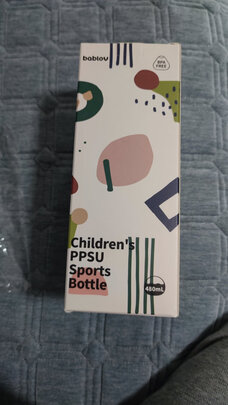 bablov
BPA
FREE
Children's
PPSU
Sports
Bottle
480mL